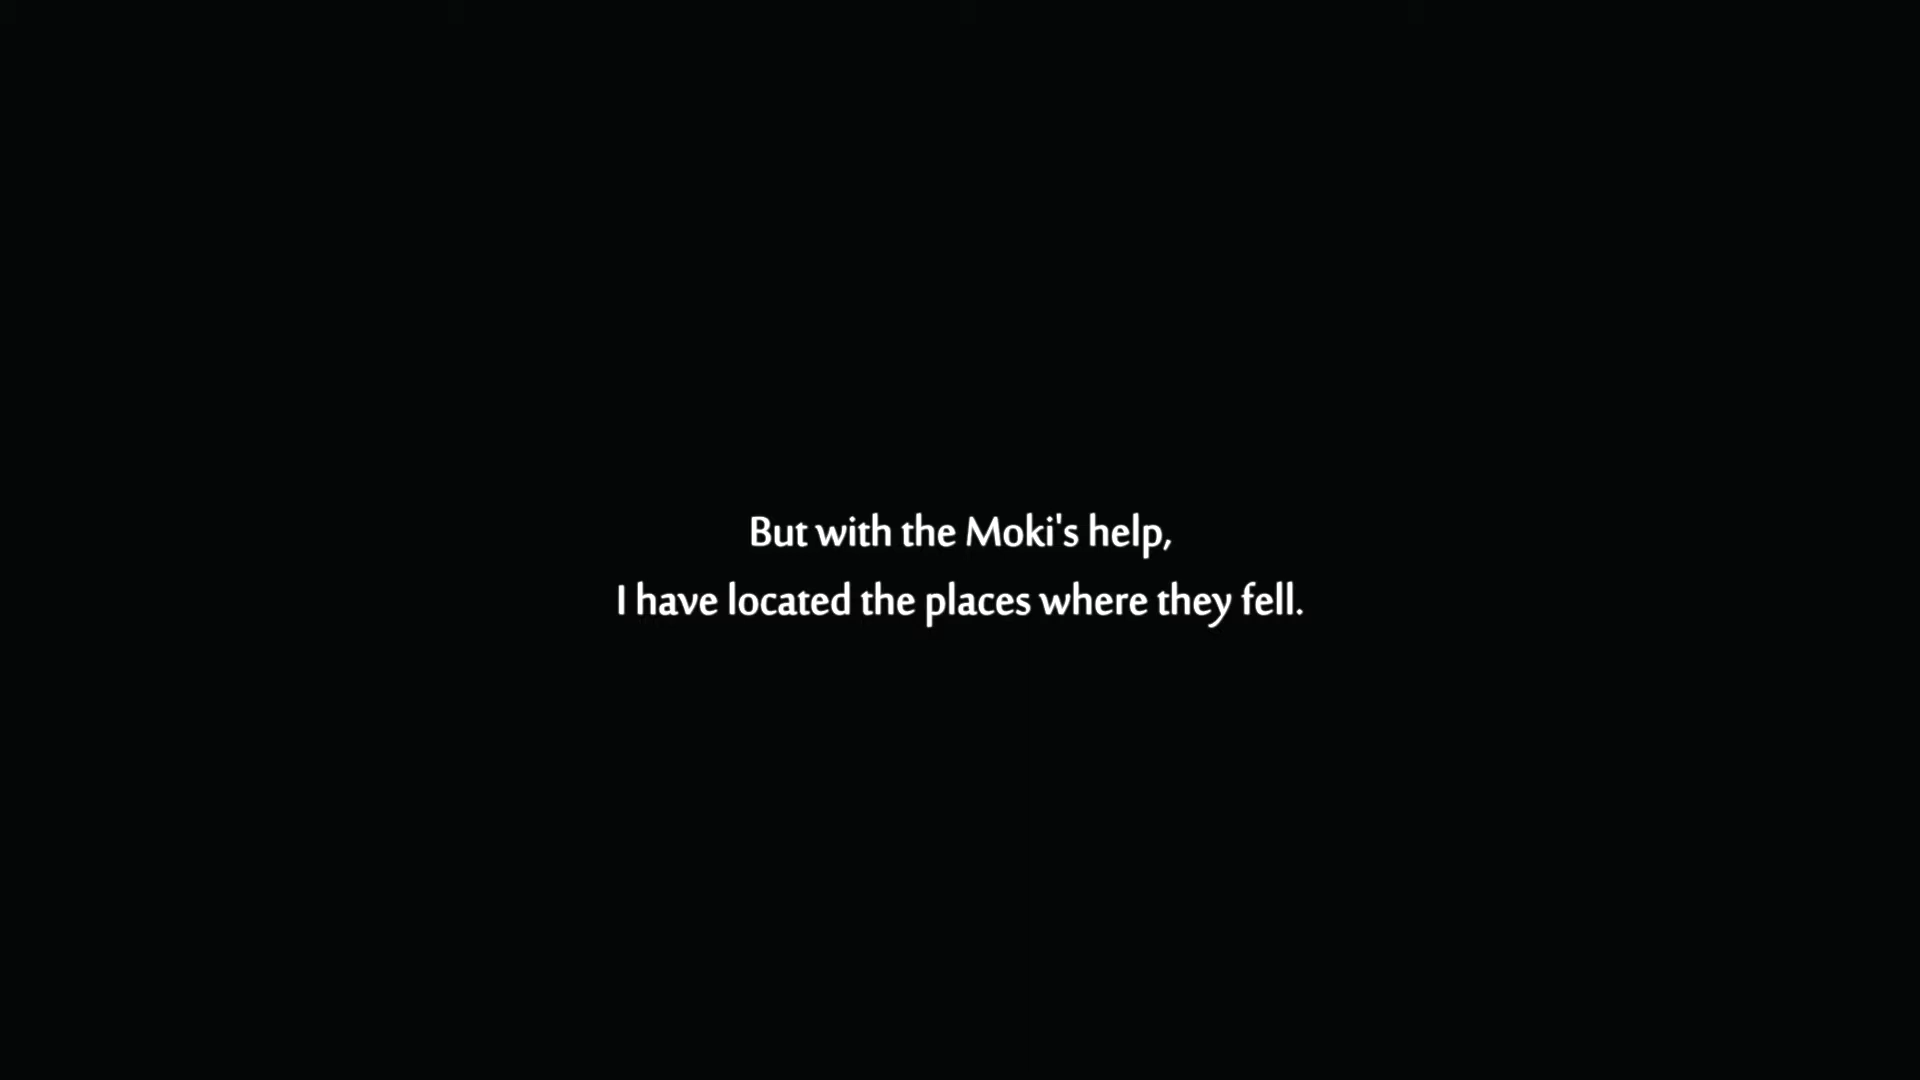 But with the Moki's help,
I have located the places where they fell.